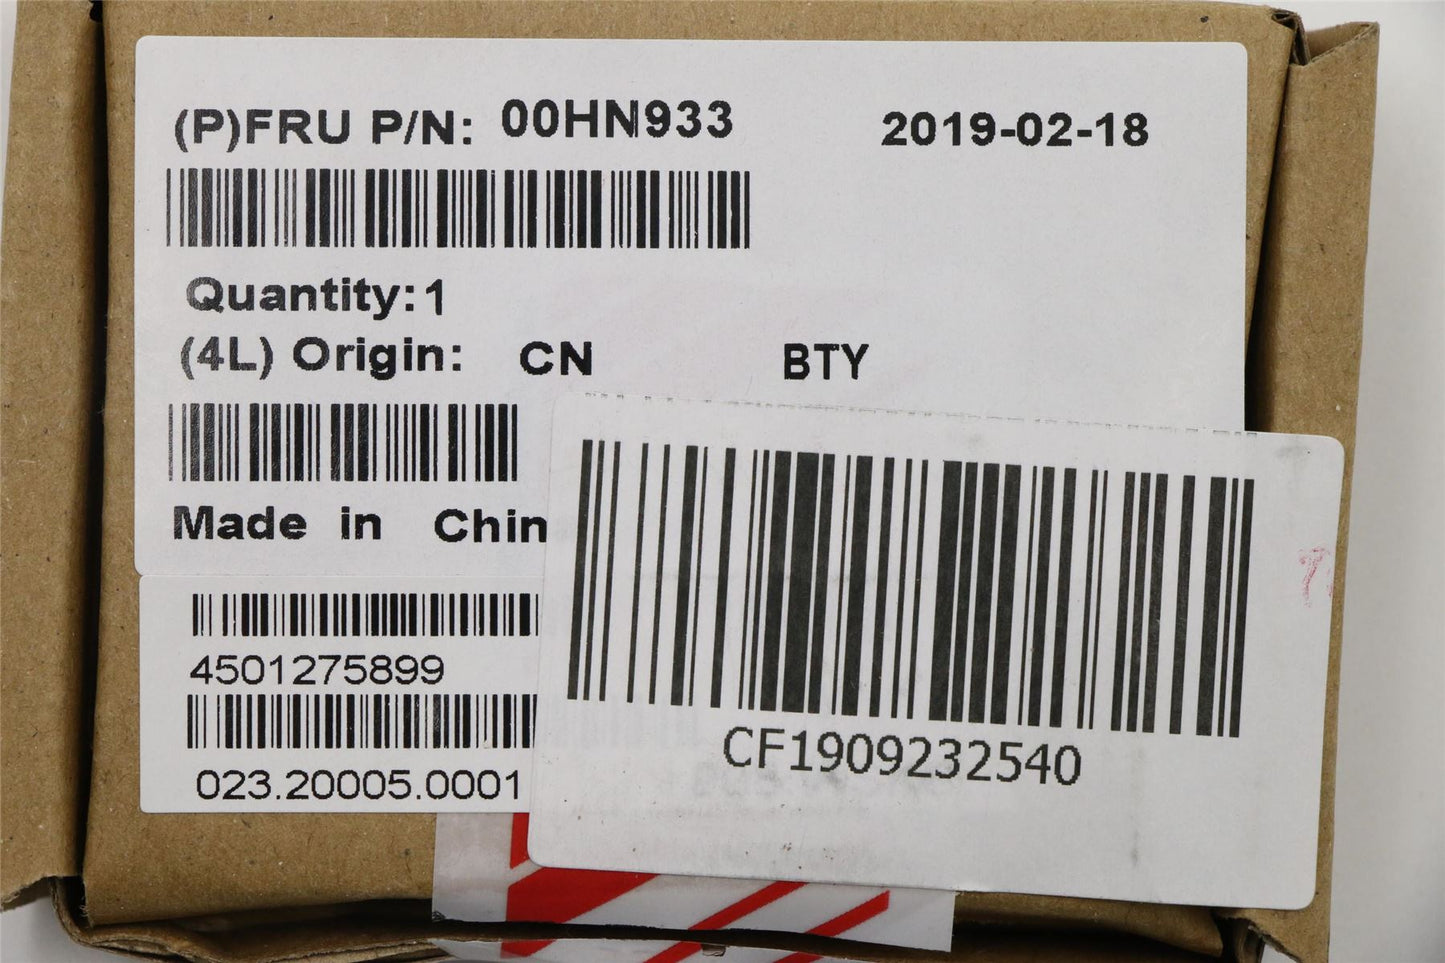 (P)FRU P/N: 00HN933 2019-02-18
Quantity:1
(4L) Origin: CN BTY
Made in Chin
4501275899
023.20005.0001
CF1909232540